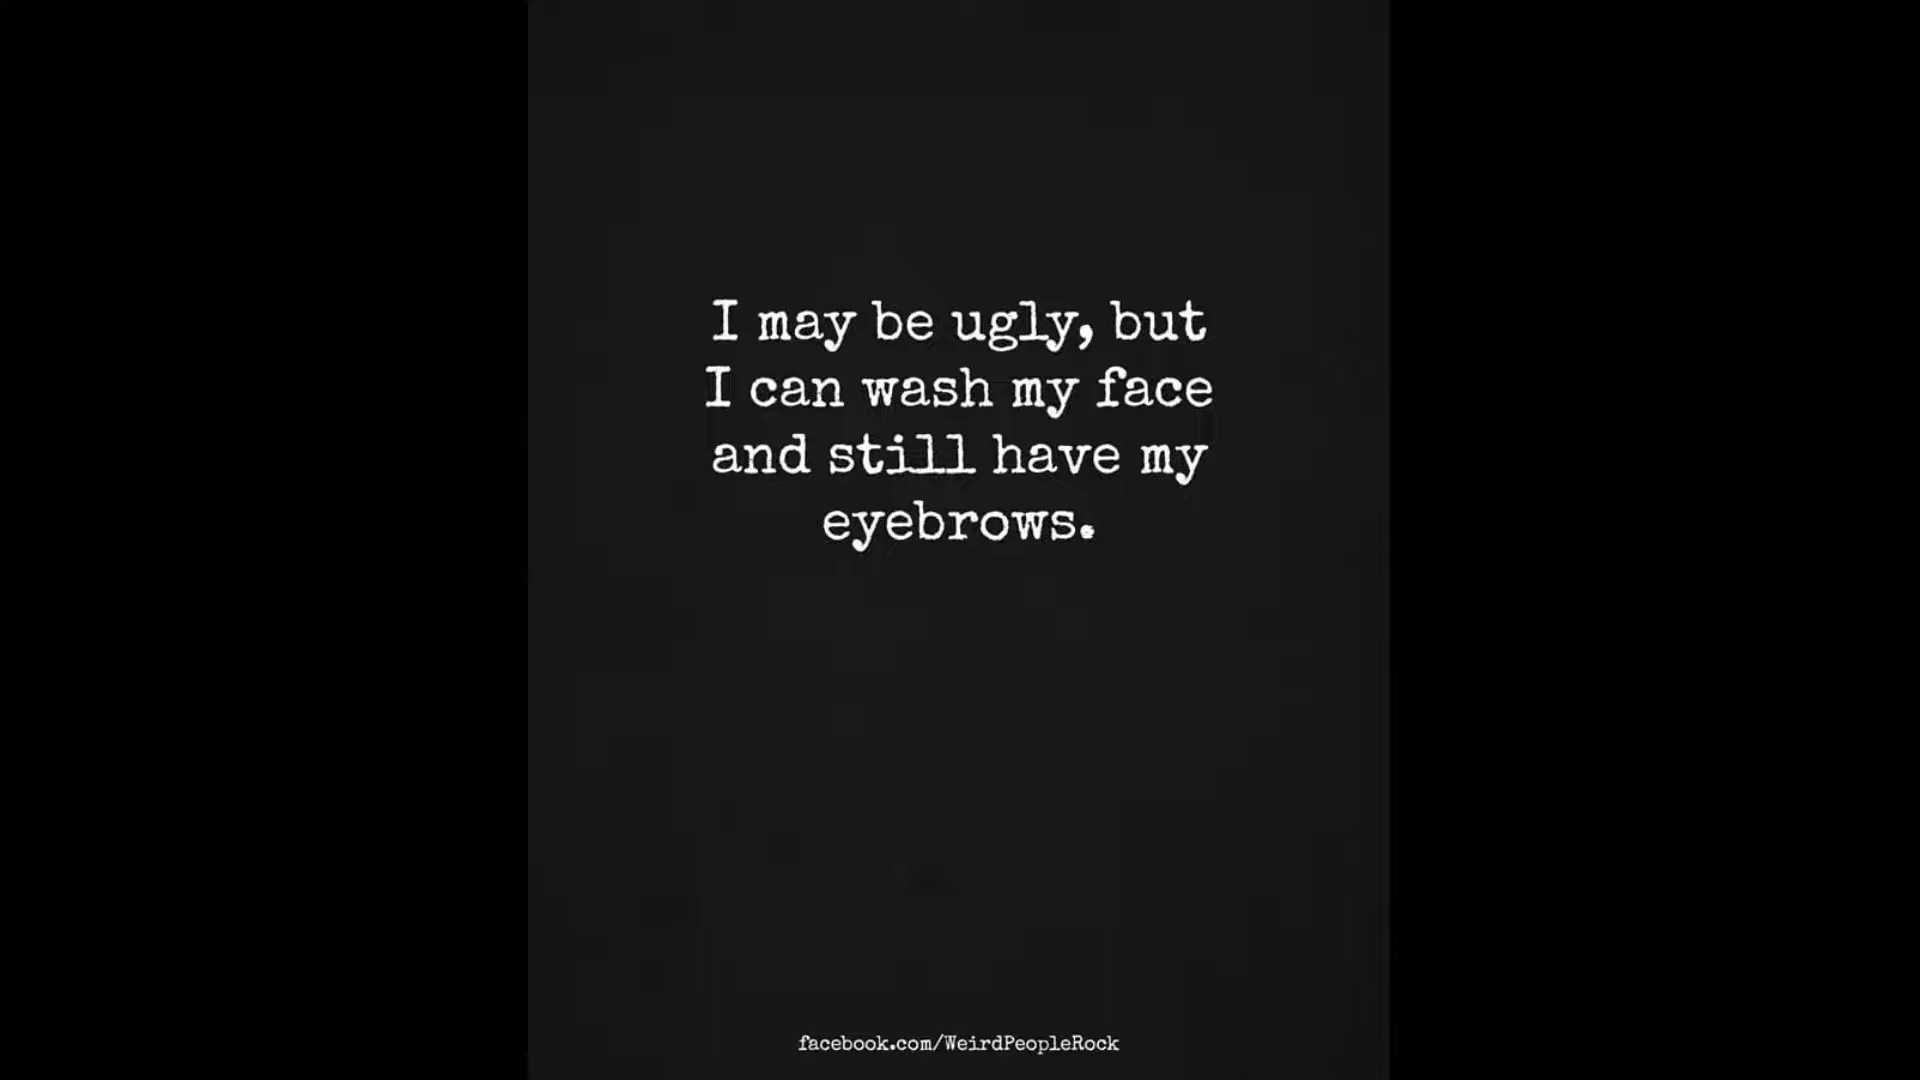 I may be ugly, but
I can wash my face
and still have my
eyebrows.
facebook.com/WeirdPeopleRock